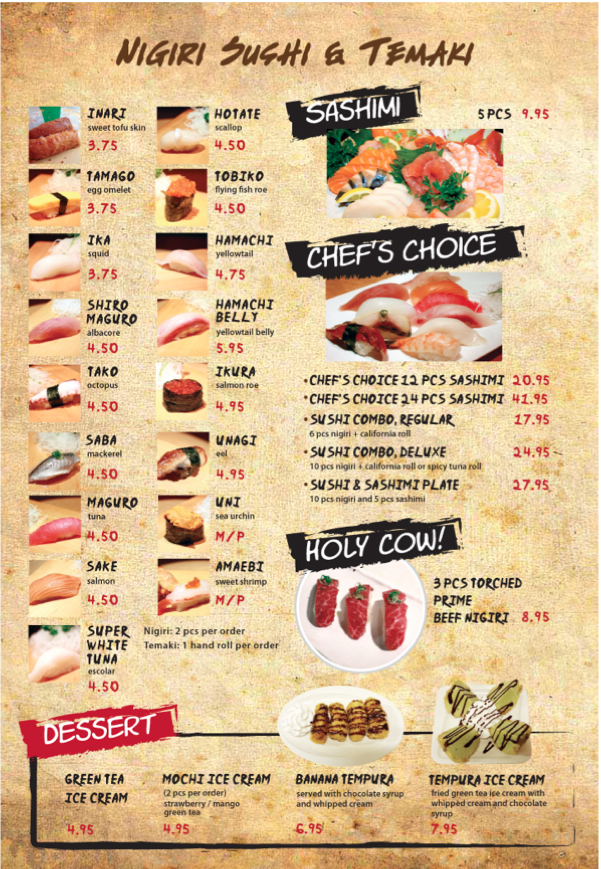 NIGIRI SUSHI & TEMAKI
INARI
sweet tofu skin
3.75
TAMAGO
egg omelet
3.75
IKA
squid
3.75
SHIRO
MAGURO
albacore
4.50
TAKO
octopus
4.50
SABA
mackerel
4.50
MAGURO
tuna
4.50
SAKE
salmon
4.50
SUPER
WHITE
TUNA
escolar
4.50
HOTATE
scallop
4.50
TOBIKO
flying fish roe
4.50
HAMACHI
yellowtail
4.75
HAMACHI
BELLY
yellowtail belly
5.95
IKURA
salmon roe
4.95
UNAGI
eel
4.95
UNI
sea urchin
M/P
AMAEBI
sweet shrimp
M/P
Nigiri: 2 pcs per order
Temaki: 1 hand roll per order
SASHIMI
5 PCS 9.95
CHEF'S CHOICE
•CHEF'S CHOICE 12 PCS SASHIMI 20.95
•CHEF'S CHOICE 24 PCS SASHIMI 41.95
•SUSHI COMBO, REGULAR 17.95
6 pcs nigiri + california roll
•SUSHI COMBO, DELUXE 24.95
10 pcs nigiri + california roll or spicy tuna roll
•SUSHI & SASHIMI PLATE 27.95
10 pcs nigiri and 5 pcs sashimi
HOLY COW!
3 PCS TORCHED
PRIME
BEEF NIGIRI 8.95
DESSERT
GREEN TEA
ICE CREAM
4.95
MOCHI ICE CREAM
(2 pcs per order)
strawberry / mango
green tea
4.95
BANANA TEMPURA
served with chocolate syrup
and whipped cream
6.95
TEMPURA ICE CREAM
fried green tea ice cream with
whipped cream and chocolate
syrup
7.95